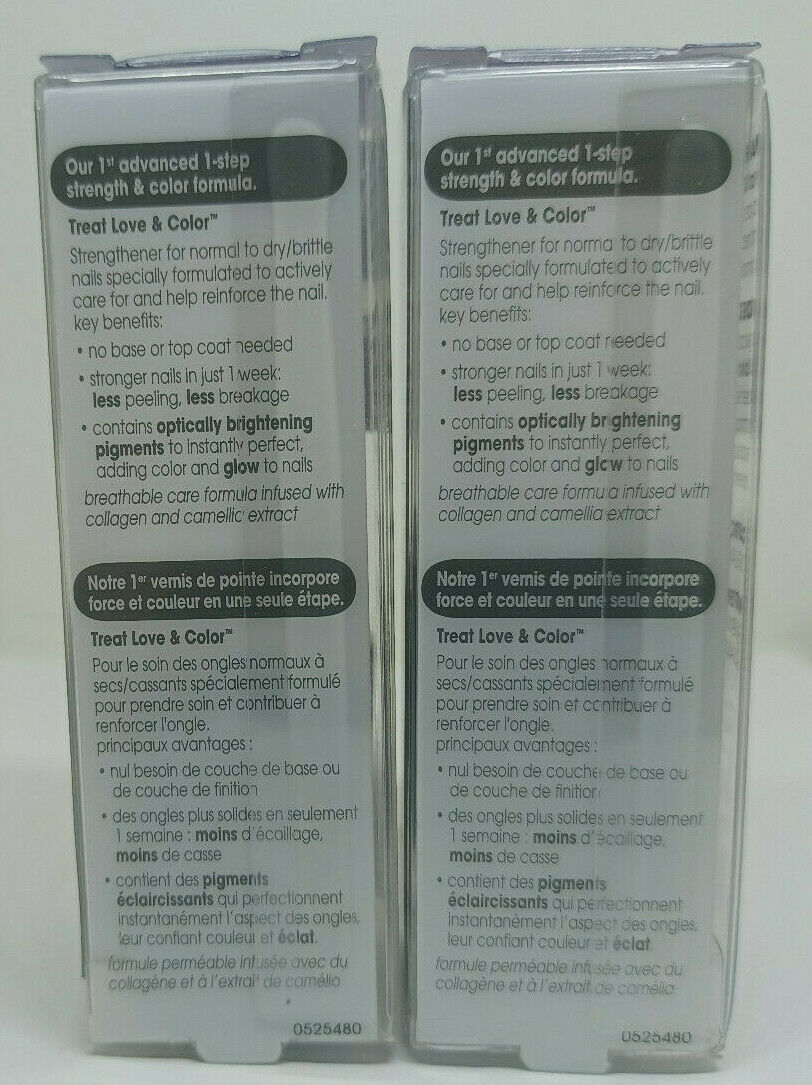 Our 1st advanced 1-step
strength & color formula.
Treat Love & Color™
Strengthener for normal to dry/brittle
nails specially formulated to actively
care for and help reinforce the nail.
key benefits:
• no base or top coat needed
• stronger nails in just 1 week:
less peeling, less breakage
• contains optically brightening
pigments to instantly perfect,
adding color and glow to nails
breathable care formula infused with
collagen and camellia extract
Notre 1er vernis de pointe incorpore
force et couleur en une seule étape.
Treat Love & Color™
Pour le soin des ongles normaux à
secs/cassants spécialement formulé
pour prendre soin et contribuer à
renforcer l'ongle.
principaux avantages :
• nul besoin de couche de base ou
de couche de finition
• des ongles plus solides en seulement
1 semaine : moins d'écaillage,
moins de casse
• contient des pigments
éclaircissants qui perfectionnent
instantanément l'aspect des ongles,
leur confiant couleur et éclat.
formule perméable infusée avec du
collagène et à l'extrait de camélia
0525480
Our 1st advanced 1-step
strength & color formula.
Treat Love & Color™
Strengthener for normal to dry/brittle
nails specially formulated to actively
care for and help reinforce the nail.
key benefits:
• no base or top coat needed
• stronger nails in just 1 week:
less peeling, less breakage
• contains optically brightening
pigments to instantly perfect,
adding color and glow to nails
breathable care formula infused with
collagen and camellia extract
Notre 1er vernis de pointe incorpore
force et couleur en une seule étape.
Treat Love & Color™
Pour le soin des ongles normaux à
secs/cassants spécialement formulé
pour prendre soin et contribuer à
renforcer l'ongle.
principaux avantages :
• nul besoin de couche de base ou
de couche de finition
• des ongles plus solides en seulement
1 semaine : moins d'écaillage,
moins de casse
• contient des pigments
éclaircissants qui perfectionnent
instantanément l'aspect des ongles,
leur confiant couleur et éclat.
formule perméable infusée avec du
collagène et à l'extrait de camélia
0525480